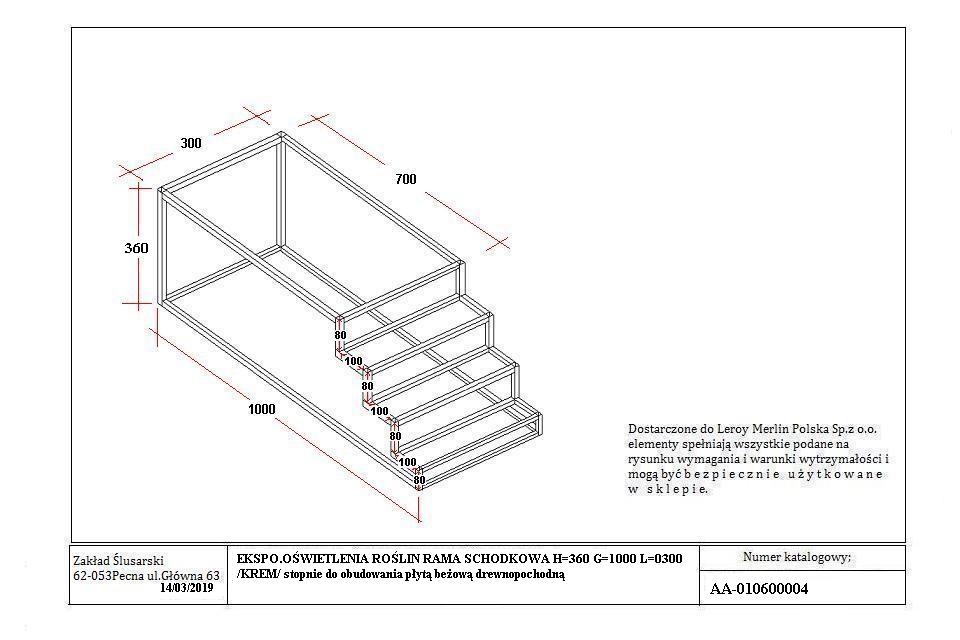 300
700
360
80
100
80
100
80
100
80
1000
Dostarczone do Leroy Merlin Polska Sp.z o.o.
elementy spełniają wszystkie podane na
rysunku wymagania i warunki wytrzymałości i
mogą być b e z p i e c z n i e u ż y t k o w a n e
w s k l e p i e.
Zakład Ślusarski
62-053Pecna ul.Główna 63
14/03/2019
EKSPO.OŚWIETLENIA ROŚLIN RAMA SCHODKOWA H=360 G=1000 L=0300
/KREM/ stopnie do obudowania płytą beżową drewnopochodną
Numer katalogowy;
AA-010600004